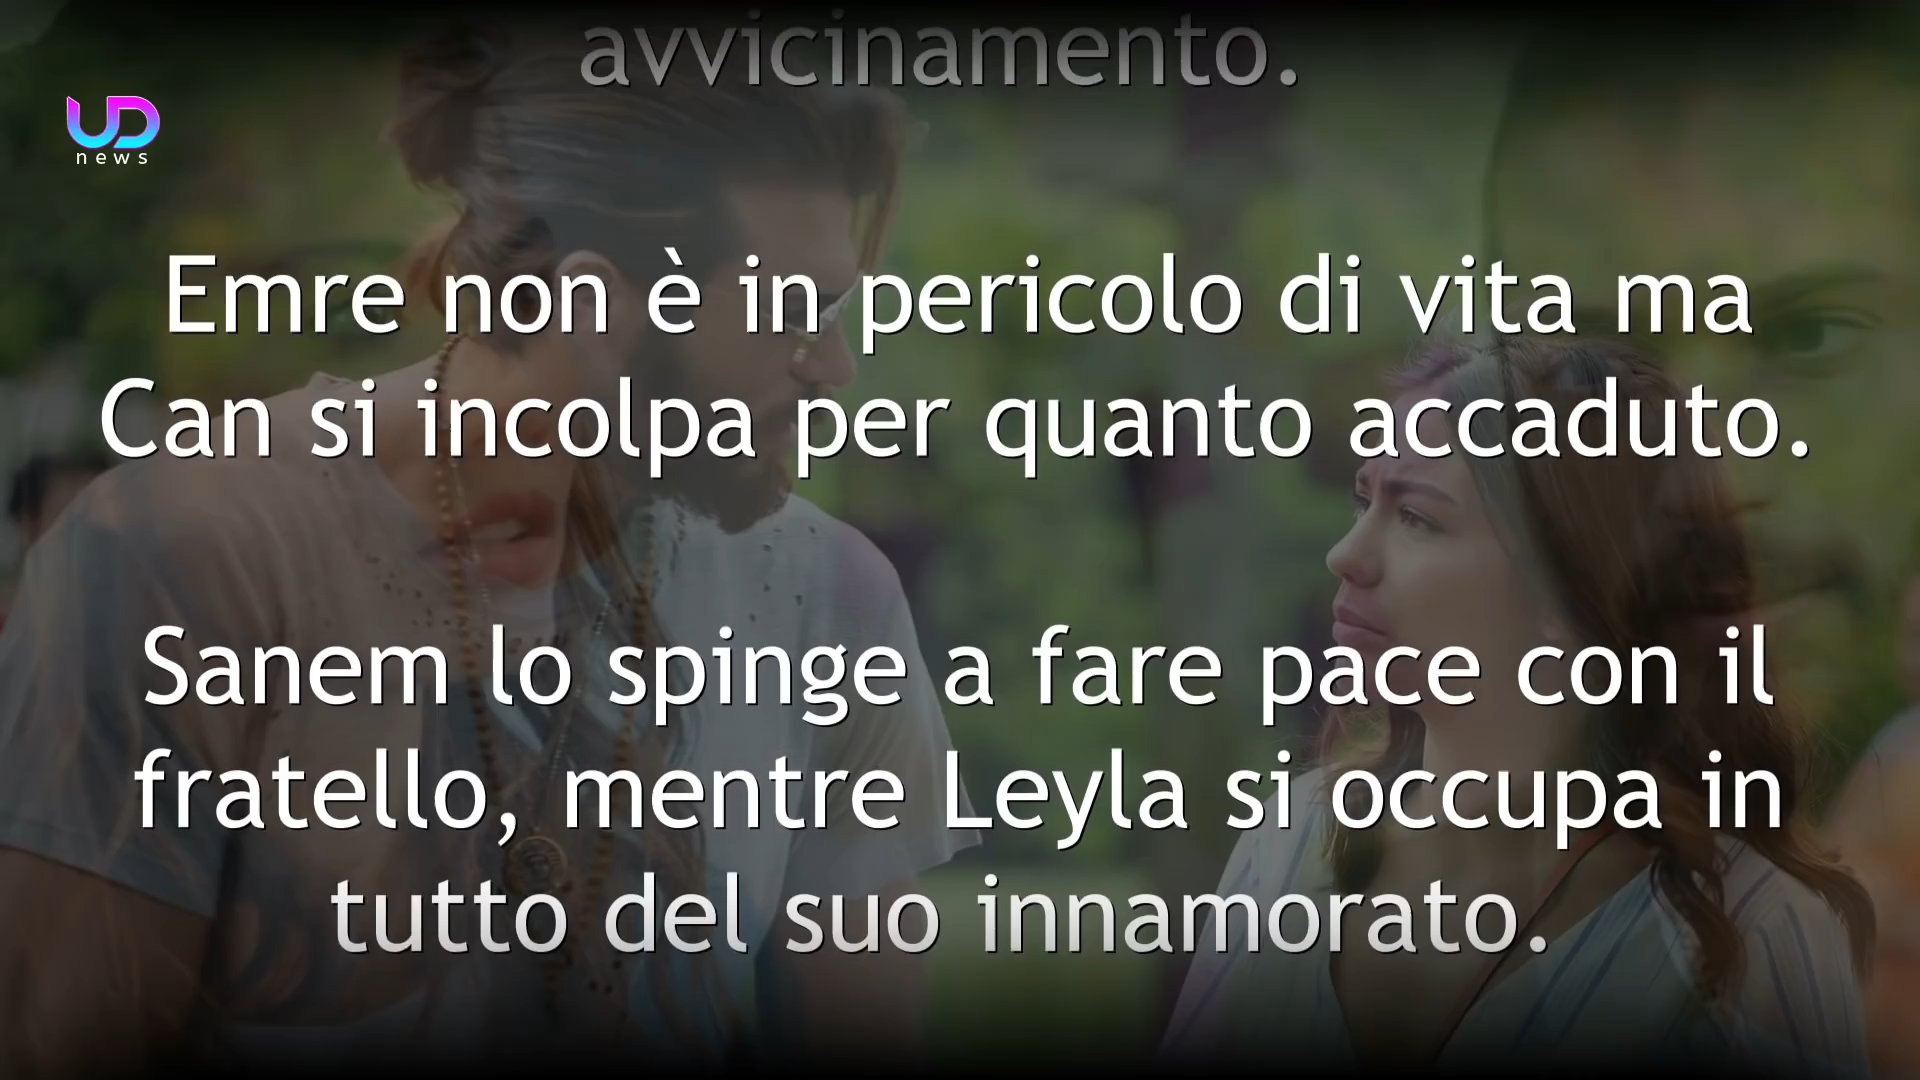 avvicinamento.
UD
news
Emre non è in pericolo di vita ma
Can si incolpa per quanto accaduto.
Sanem lo spinge a fare pace con il
fratello, mentre Leyla si occupa in
tutto del suo innamorato.